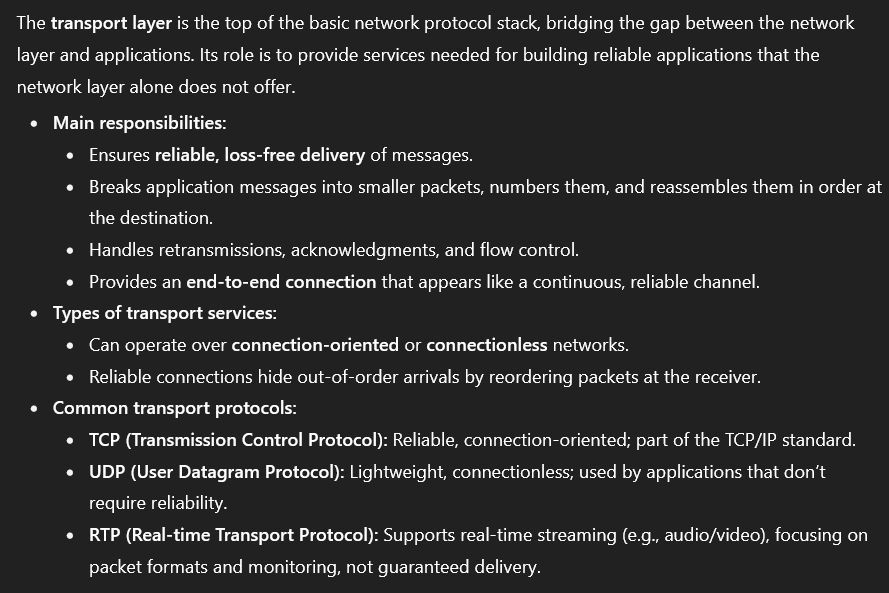 The transport layer is the top of the basic network protocol stack, bridging the gap between the network
layer and applications. Its role is to provide services needed for building reliable applications that the
network layer alone does not offer.
• Main responsibilities:
• Ensures reliable, loss-free delivery of messages.
• Breaks application messages into smaller packets, numbers them, and reassembles them in order at
the destination.
• Handles retransmissions, acknowledgments, and flow control.
• Provides an end-to-end connection that appears like a continuous, reliable channel.
• Types of transport services:
• Can operate over connection-oriented or connectionless networks.
• Reliable connections hide out-of-order arrivals by reordering packets at the receiver.
• Common transport protocols:
• TCP (Transmission Control Protocol): Reliable, connection-oriented; part of the TCP/IP standard.
• UDP (User Datagram Protocol): Lightweight, connectionless; used by applications that don’t
require reliability.
• RTP (Real-time Transport Protocol): Supports real-time streaming (e.g., audio/video), focusing on
packet formats and monitoring, not guaranteed delivery.